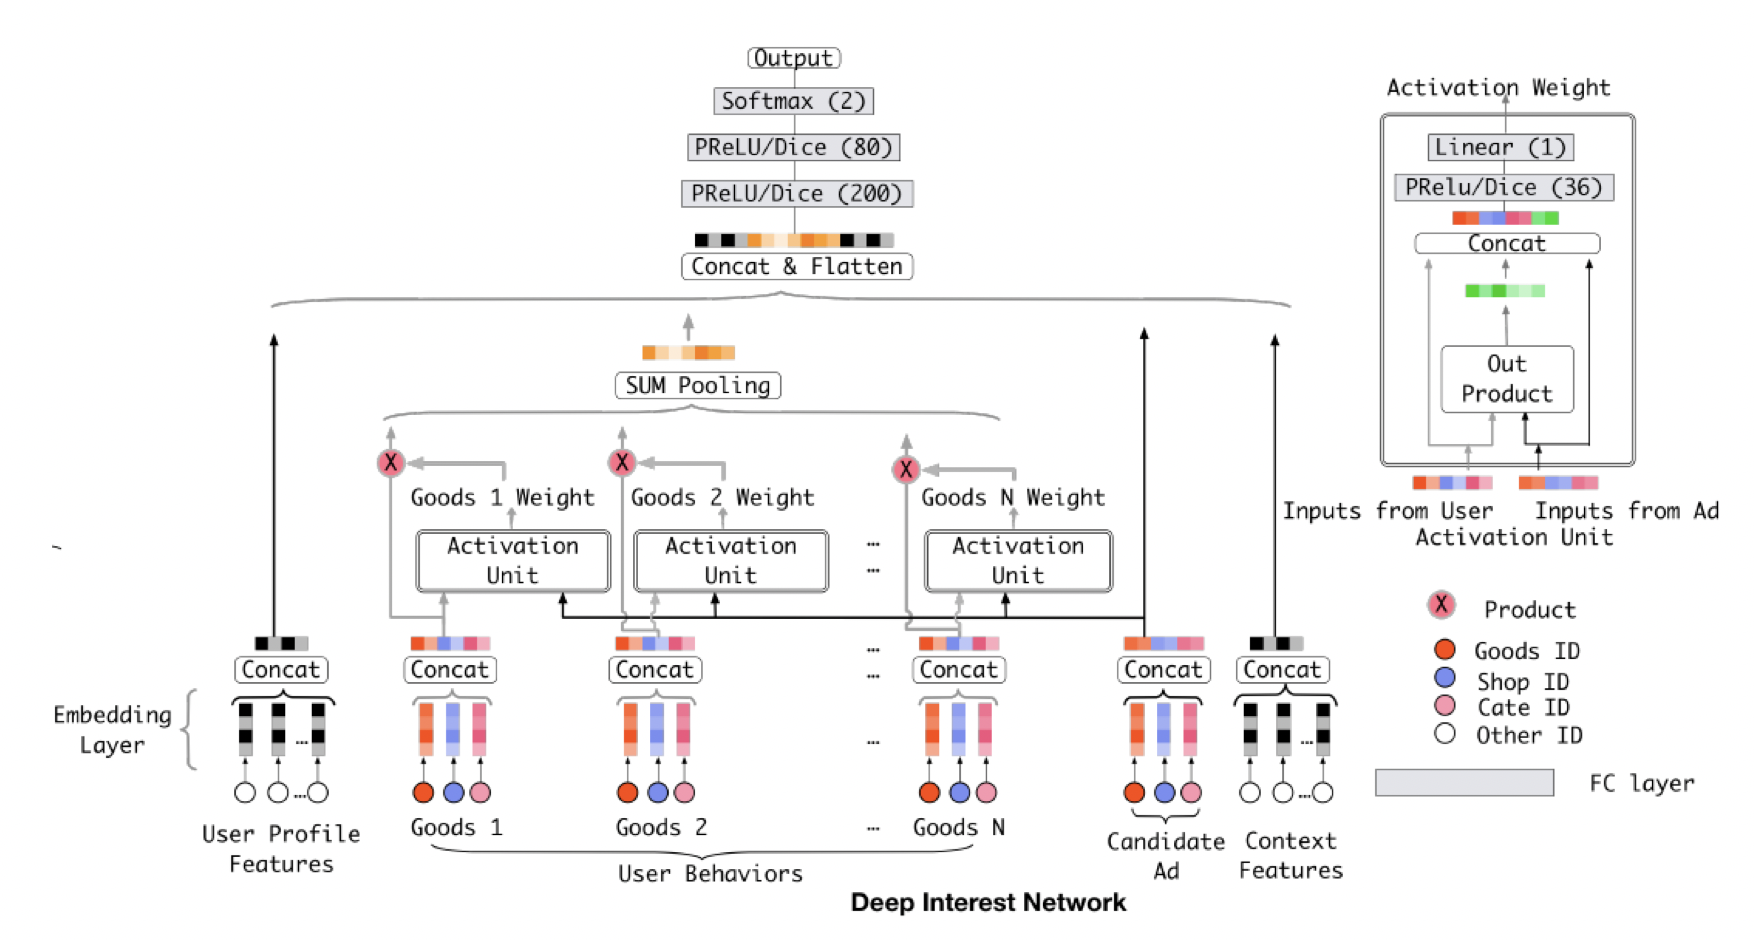 Output
Softmax (2)
PReLU/Dice (80)
PReLU/Dice (200)
Concat & Flatten
SUM Pooling
X
X
X
Goods 1 Weight
Goods 2 Weight
Goods N Weight
Activation
Unit
Activation
Unit
...
...
Activation
Unit
Concat
Concat
Concat
...
...
Concat
Concat
Concat
Embedding
Layer
...
...
...
...
...
User Profile
Features
Goods 1
Goods 2
...
Goods N
User Behaviors
Candidate
Ad
Context
Features
Deep Interest Network
Activation Weight
Linear (1)
PRelu/Dice (36)
Concat
Out
Product
Inputs from User
Inputs from Ad
Activation Unit
X
Product
Goods ID
Shop ID
Cate ID
Other ID
FC layer